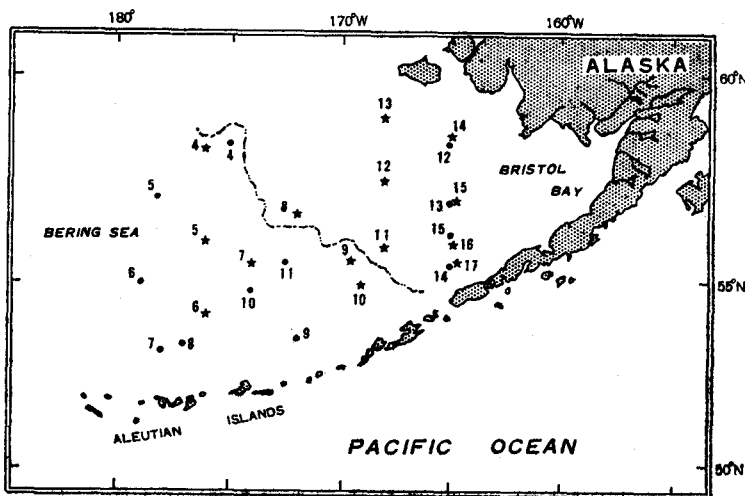 180° 170°W 160°W
ALASKA
60°N
13
14
12
4 4
12
BRISTOL
BAY
5
8
13 15
BERING SEA
5
11
15
16
9
7
11
17
6
10
14
10
55°N
6
7 8
9
ALEUTIAN ISLANDS
PACIFIC OCEAN
50°N